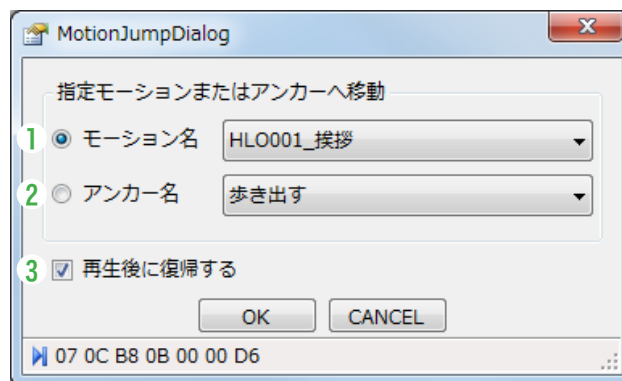 MotionJumpDialog
指定モーションまたはアンカーへ移動
1 モーション名 HLO001_挨拶
2 アンカー名 歩き出す
3 再生後に復帰する
OK CANCEL
07 0C B8 0B 00 00 D6